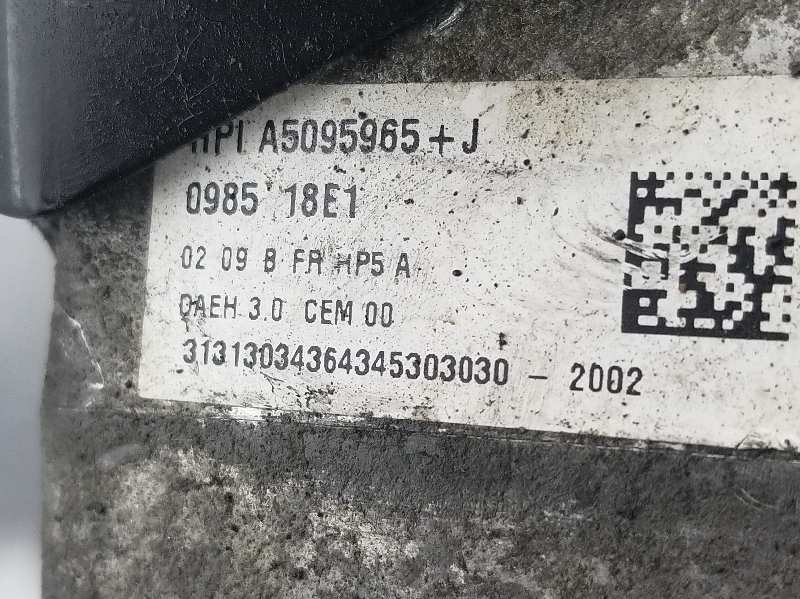 HPI A5095965+J
0985 18E1
02 09 B FR HP5 A
DAEH 3.0 CEM 00
31313034364345303030 - 2002